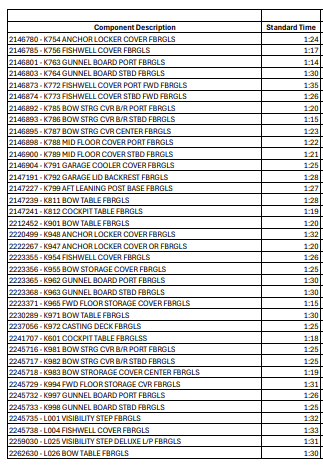 Component Description Standard Time
2146780 - K754 ANCHOR LOCKER COVER FBRGLS 1:24
2146785 - K756 FISHWELL COVER FBRGLS 1:17
2146801 - K763 GUNNEL BOARD PORT FBRGLS 1:14
2146803 - K764 GUNNEL BOARD STBD FBRGLS 1:30
2146873 - K772 FISHWELL COVER PORT FWD FBRGLS 1:35
2146874 - K773 FISHWELL COVER STBD FWD FBRGLS 1:26
2146892 - K785 BOW STRG CVR B/R PORT FBRGLS 1:20
2146893 - K786 BOW STRG CVR B/R STBD FBRGLS 1:15
2146895 - K787 BOW STRG CVR CENTER FBRGLS 1:23
2146898 - K788 MID FLOOR COVER PORT FBRGLS 1:22
2146900 - K789 MID FLOOR COVER STBD FBRGLS 1:21
2146904 - K791 GARAGE COOLER COVER FBRGLS 1:25
2147191 - K792 GARAGE LID BACKREST FBRGLS 1:28
2147227 - K799 AFT LEANING POST BASE FBRGLS 1:27
2147239 - K811 BOW TABLE FBRGLS 1:28
2147241 - K812 COCKPIT TABLE FBRGLS 1:19
2212452 - K901 BOW TABLE FBRGLS 1:20
2220499 - K948 ANCHOR LOCKER COVER FBRGLS 1:32
2222267 - K947 ANCHOR LOCKER COVER OR FBRGLS 1:20
2223355 - K954 FISHWELL COVER FBRGLS 1:26
2223356 - K955 BOW STORAGE COVER FBRGLS 1:25
2223365 - K962 GUNNEL BOARD PORT FBRGLS 1:30
2223368 - K963 GUNNEL BOARD STBD FBRGLS 1:30
2223371 - K965 FWD FLOOR STORAGE COVER FBRGLS 1:15
2230289 - K971 BOW TABLE FBRGLS 1:30
2237056 - K972 CASTING DECK FBRGLS 1:25
2241707 - K601 COCKPIT TABLE FBRGLSS 1:18
2245716 - K981 BOW STRG CVR B/R PORT FBRGLS 1:25
2245717 - K982 BOW STRG CVR B/R STBD FBRGLS 1:25
2245718 - K983 BOW STRORAGE COVER CENTER FBRGLS 1:19
2245729 - K994 FWD FLOOR STORAGE CVR FBRGLS 1:31
2245732 - K997 GUNNEL BOARD PORT FBRGLS 1:26
2245733 - K998 GUNNEL BOARD STBD FBRGLS 1:25
2245735 - L001 VISIBILITY STEP FBRGLS 1:32
2245738 - L004 FISHWELL COVER FBRGLS 1:33
2259030 - L025 VISIBILITY STEP DELUXE L/P FBRGLS 1:31
2262630 - L026 BOW TABLE FBRGLS 1:30